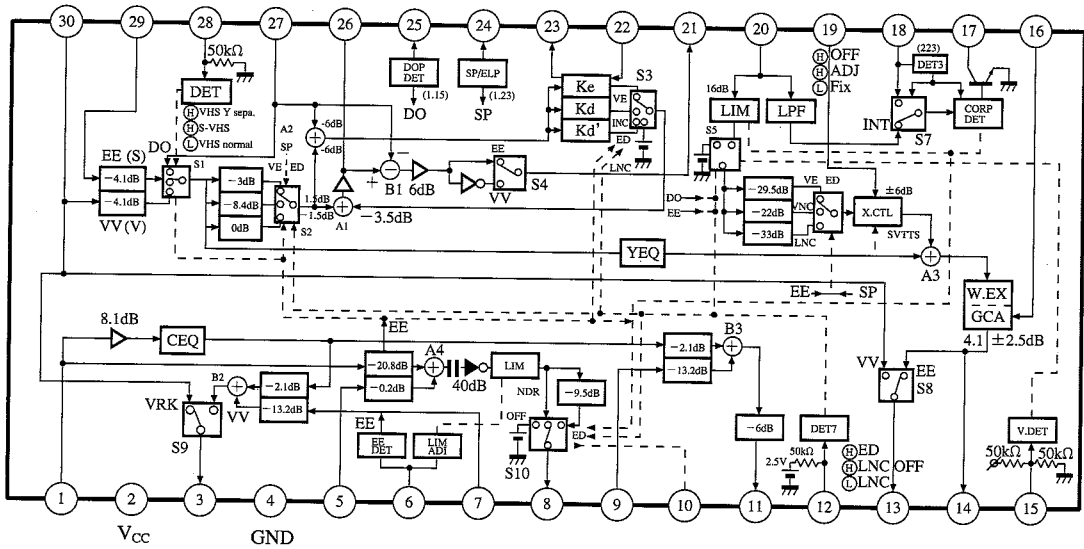 30 29 28 27 26 25 24 23 22 21 20 19 18 17 16
50kΩ
DET
Ⓗ VHS Y sepa.
Ⓗ S-VHS
Ⓛ VHS normal
DOP DET
(1.15)
DO
SP/ELP
(1.23)
SP
Ke
Kd
Kd'
S3
VE
INC
ED
LNC
16dB
LIM
LPF
Ⓗ OFF
Ⓗ ADJ
Ⓛ Fix
(223)
DET3
INT
S7
CORP DET
EE (S)
-4.1dB
-4.1dB
VV (V)
DO
S1
-3dB
-8.4dB
0dB
A2
SP
VE
ED
S2
1.5dB
-1.5dB
-6dB
-6dB
A1
-3.5dB
+
−
B1
6dB
EE
VV
S4
S5
DO
EE
-29.5dB
-22dB
-33dB
VE
ED
VNC
LNC
X.CTL
±6dB
SVTTS
YEQ
A3
EE
SP
W.EX
GCA
4.1 ±2.5dB
8.1dB
CEQ
EE
-20.8dB
-0.2dB
A4
40dB
LIM
NDR
-9.5dB
-2.1dB
-13.2dB
B3
VV
EE
S8
VRK
S9
B2
VV
-2.1dB
-13.2dB
EE
EE DET
LIM ADI
OFF
ED
S10
-6dB
2.5V
50kΩ
DET7
Ⓗ ED
Ⓗ LNC OFF
Ⓛ LNC
V.DET
50kΩ
50kΩ
1 2 3 4 5 6 7 8 9 10 11 12 13 14 15
VCC
GND